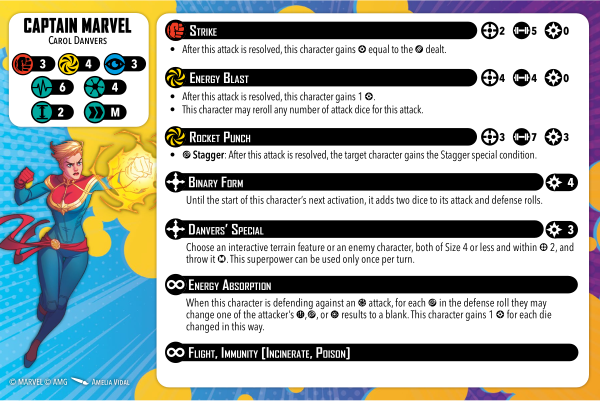 CAPTAIN MARVEL
CAROL DANVERS
3 4 3
6 4
2 M
STRIKE 2 5 0
• After this attack is resolved, this character gains equal to the dealt.
ENERGY BLAST 4 4 0
• After this attack is resolved, this character gains 1 .
• This character may reroll any number of attack dice for this attack.
ROCKET PUNCH 3 7 3
• Stagger: After this attack is resolved, the target character gains the Stagger special condition.
BINARY FORM 4
Until the start of this character's next activation, it adds two dice to its attack and defense rolls.
DANVERS' SPECIAL 3
Choose an interactive terrain feature or an enemy character, both of Size 4 or less and within 2, and
throw it M. This superpower can be used only once per turn.
ENERGY ABSORPTION
When this character is defending against an attack, for each in the defense roll they may
change one of the attacker's , , or results to a blank. This character gains 1 for each die
changed in this way.
FLIGHT, IMMUNITY [INCINERATE, POISON]
© MARVEL © AMG AMELIA VIDAL